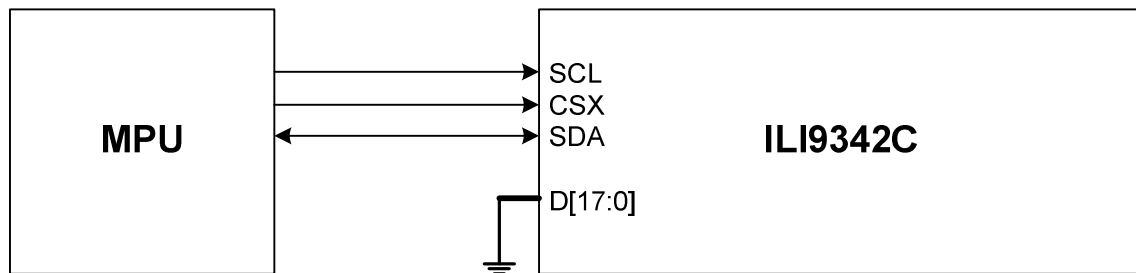 MPU
SCL
CSX
SDA
D[17:0]
ILI9342C